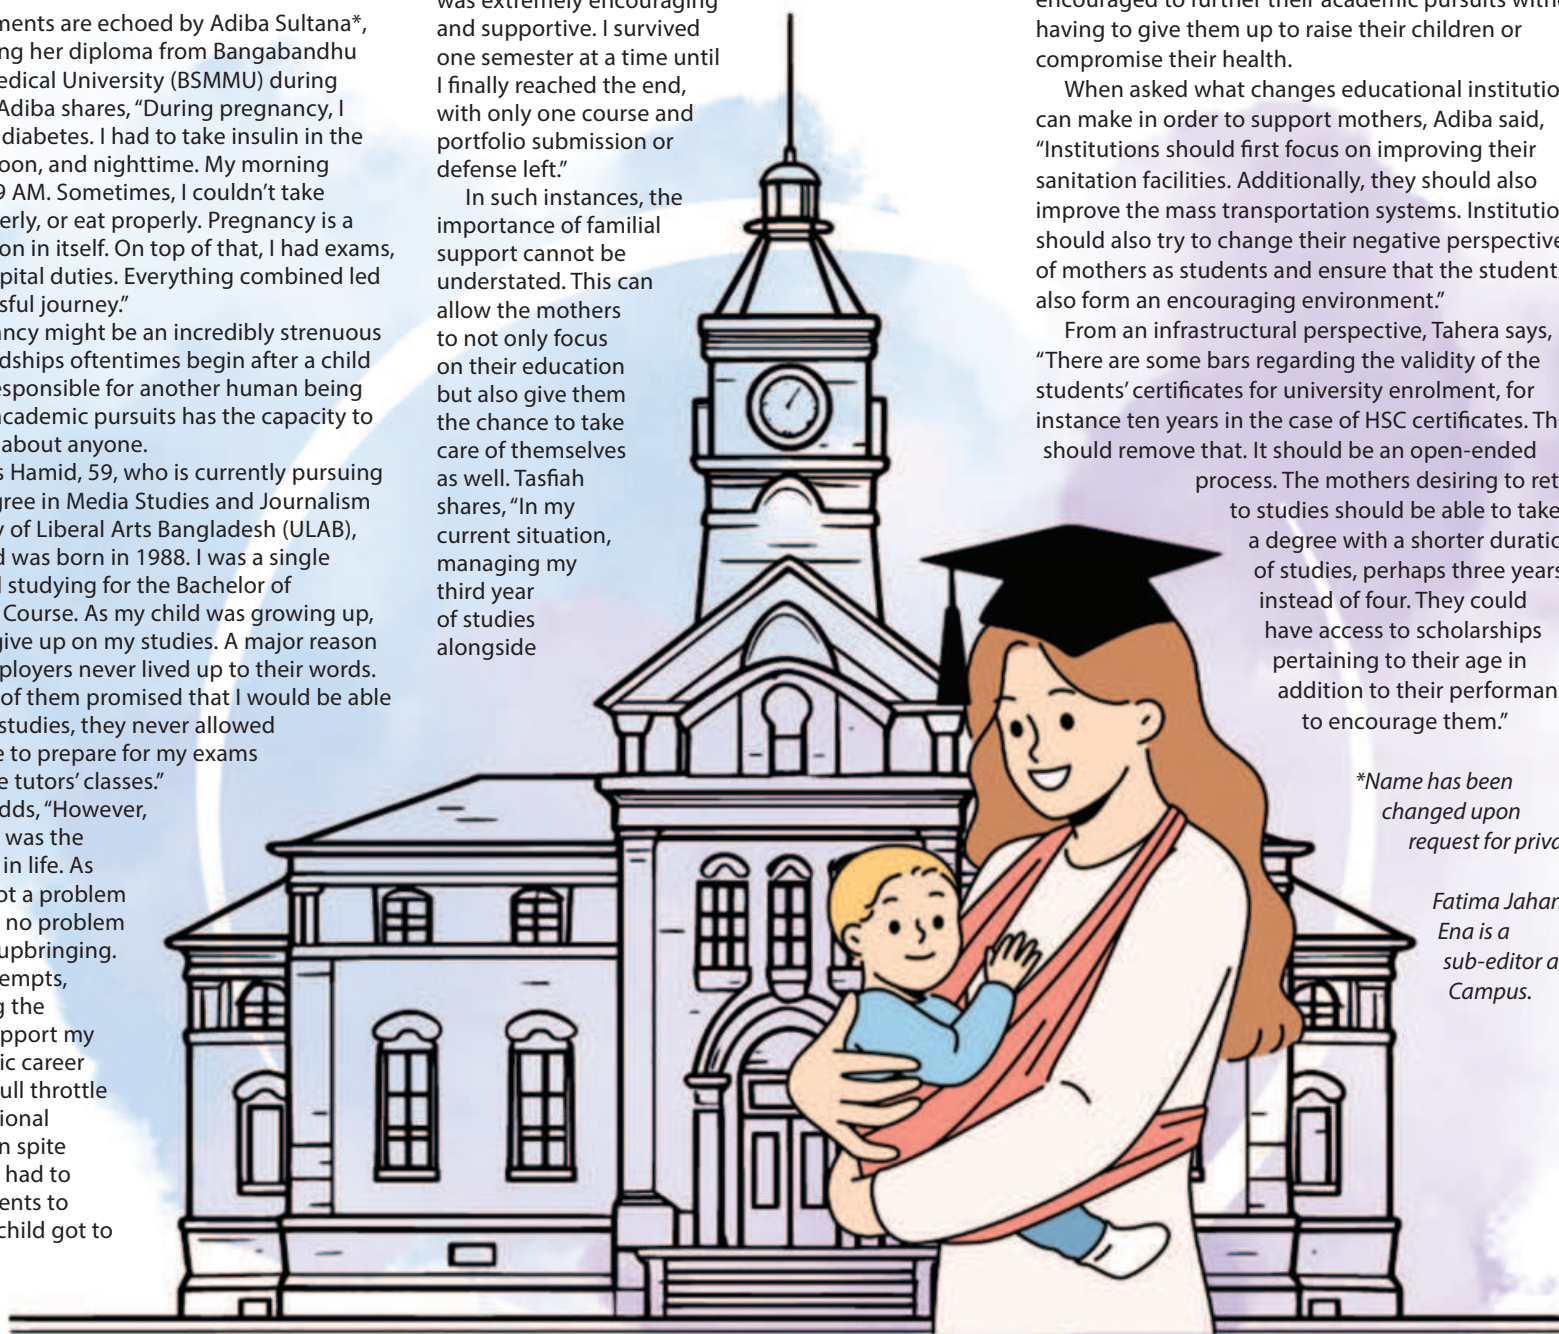 ments are echoed by Adiba Sultana*,
ng her diploma from Bangabandhu
edical University (BSMMU) during
Adiba shares, “During pregnancy, I
diabetes. I had to take insulin in the
oon, and nighttime. My morning
9 AM. Sometimes, I couldn’t take
erly, or eat properly. Pregnancy is a
on in itself. On top of that, I had exams,
pital duties. Everything combined led
sful journey.”
ancy might be an incredibly strenuous
dships oftentimes begin after a child
esponsible for another human being
academic pursuits has the capacity to
about anyone.
s Hamid, 59, who is currently pursuing
gree in Media Studies and Journalism
y of Liberal Arts Bangladesh (ULAB),
d was born in 1988. I was a single
l studying for the Bachelor of
Course. As my child was growing up,
give up on my studies. A major reason
ployers never lived up to their words.
of them promised that I would be able
studies, they never allowed
e to prepare for my exams
e tutors’ classes.”
dds, “However,
was the
in life. As
ot a problem
no problem
upbringing.
empts,
g the
pport my
ic career
ull throttle
ional
n spite
had to
ents to
child got to
was extremely encouraging
and supportive. I survived
one semester at a time until
I finally reached the end,
with only one course and
portfolio submission or
defense left.”
In such instances, the
importance of familial
support cannot be
understated. This can
allow the mothers
to not only focus
on their education
but also give them
the chance to take
care of themselves
as well. Tasfiah
shares, “In my
current situation,
managing my
third year
of studies
alongside
encouraged to further their academic pursuits witho
having to give them up to raise their children or
compromise their health.
When asked what changes educational institutio
can make in order to support mothers, Adiba said,
“Institutions should first focus on improving their
sanitation facilities. Additionally, they should also
improve the mass transportation systems. Institutio
should also try to change their negative perspective
of mothers as students and ensure that the student
also form an encouraging environment.”
From an infrastructural perspective, Tahera says,
“There are some bars regarding the validity of the
students’ certificates for university enrolment, for
instance ten years in the case of HSC certificates. Th
should remove that. It should be an open-ended
process. The mothers desiring to ret
to studies should be able to take
a degree with a shorter duratio
of studies, perhaps three years
instead of four. They could
have access to scholarships
pertaining to their age in
addition to their performan
to encourage them.”
*Name has been
changed upon
request for priva
Fatima Jahan
Ena is a
sub-editor a
Campus.